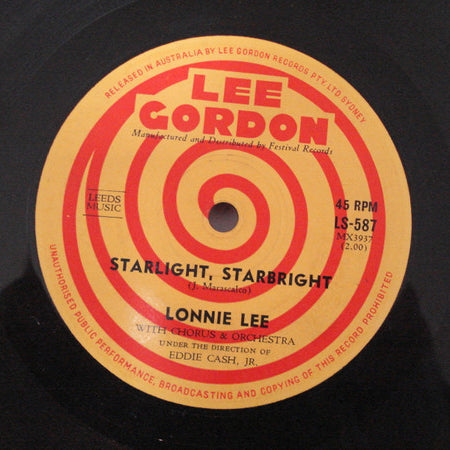 RELEASED IN AUSTRALIA BY LEE GORDON RECORDS PTY LTD SYDNEY
LEE
GORDON
Manufactured and Distributed by Festival Records
LEEDS
MUSIC
45 RPM
LS-587
MX3937
(2.00)
STARLIGHT, STARBRIGHT
(J. Marascalco)
LONNIE LEE
WITH CHORUS & ORCHESTRA
UNDER THE DIRECTION OF
EDDIE CASH, JR.
UNAUTHORISED PUBLIC PERFORMANCE, BROADCASTING AND COPYING OF THIS RECORD PROHIBITED